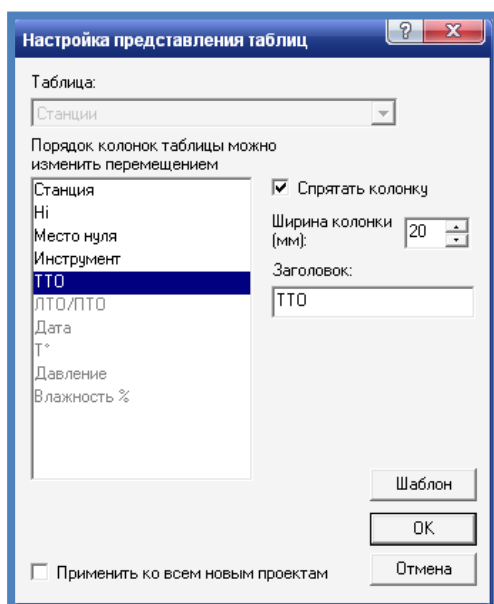 Настройка представления таблиц
Таблица:
Станции
Порядок колонок таблицы можно
изменить перемещением
Станция
Hi
Место нуля
Инструмент
ТТО
ЛТО/ПТО
Дата
T°
Давление
Влажность %
Спрятать колонку
Ширина колонки
(мм):
20
Заголовок:
ТТО
Шаблон
OK
Применить ко всем новым проектам
Отмена